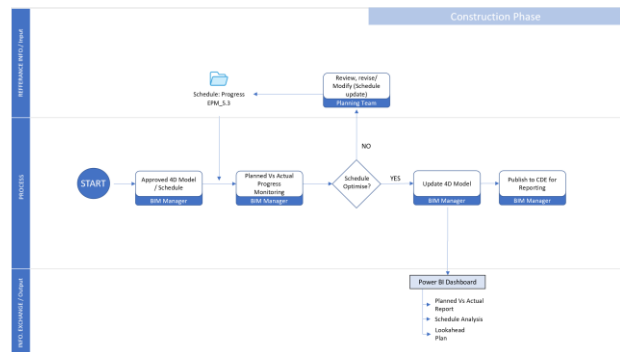 Construction Phase
REFFERANCE INFO./ Input
Schedule: Progress
EPM_S.3
Review, revise/
Modify (Schedule
update)
Planning Team
NO
PROCESS
START
Approved 4D Model
/ Schedule
BIM Manager
Planned Vs Actual
Progress
Monitoring
BIM Manager
Schedule
Optimise?
YES
Update 4D Model
BIM Manager
Publish to CDE for
Reporting
BIM Manager
INFO. EXCHANGE / Output
Power BI Dashboard
Planned Vs Actual
Report
Schedule Analysis
Lookahead
Plan